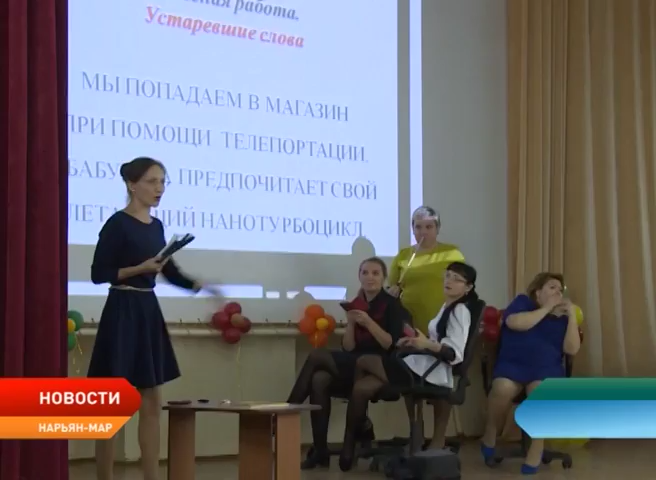 работа.
Устаревшие слова
МЫ ПОПАДАЕМ В МАГАЗИН
ПРИ ПОМОЩИ ТЕЛЕПОРТАЦИИ.
ПРЕДПОЧИТАЕТ СВОЙ
НАНОТУРБОЦИКЛ.
НОВОСТИ
НАРЬЯН-МАР